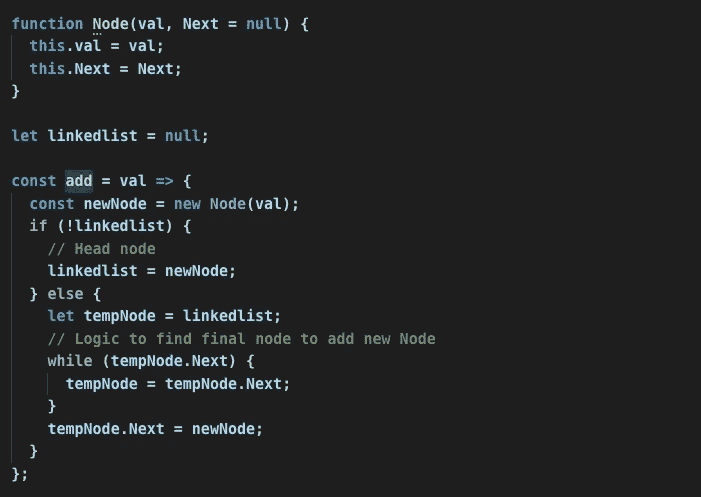 function Node(val, Next = null) {
  this.val = val;
  this.Next = Next;
}

let linkedlist = null;

const add = val => {
  const newNode = new Node(val);
  if (!linkedlist) {
    // Head node
    linkedlist = newNode;
  } else {
    let tempNode = linkedlist;
    // Logic to find final node to add new Node
    while (tempNode.Next) {
      tempNode = tempNode.Next;
    }
    tempNode.Next = newNode;
  }
};